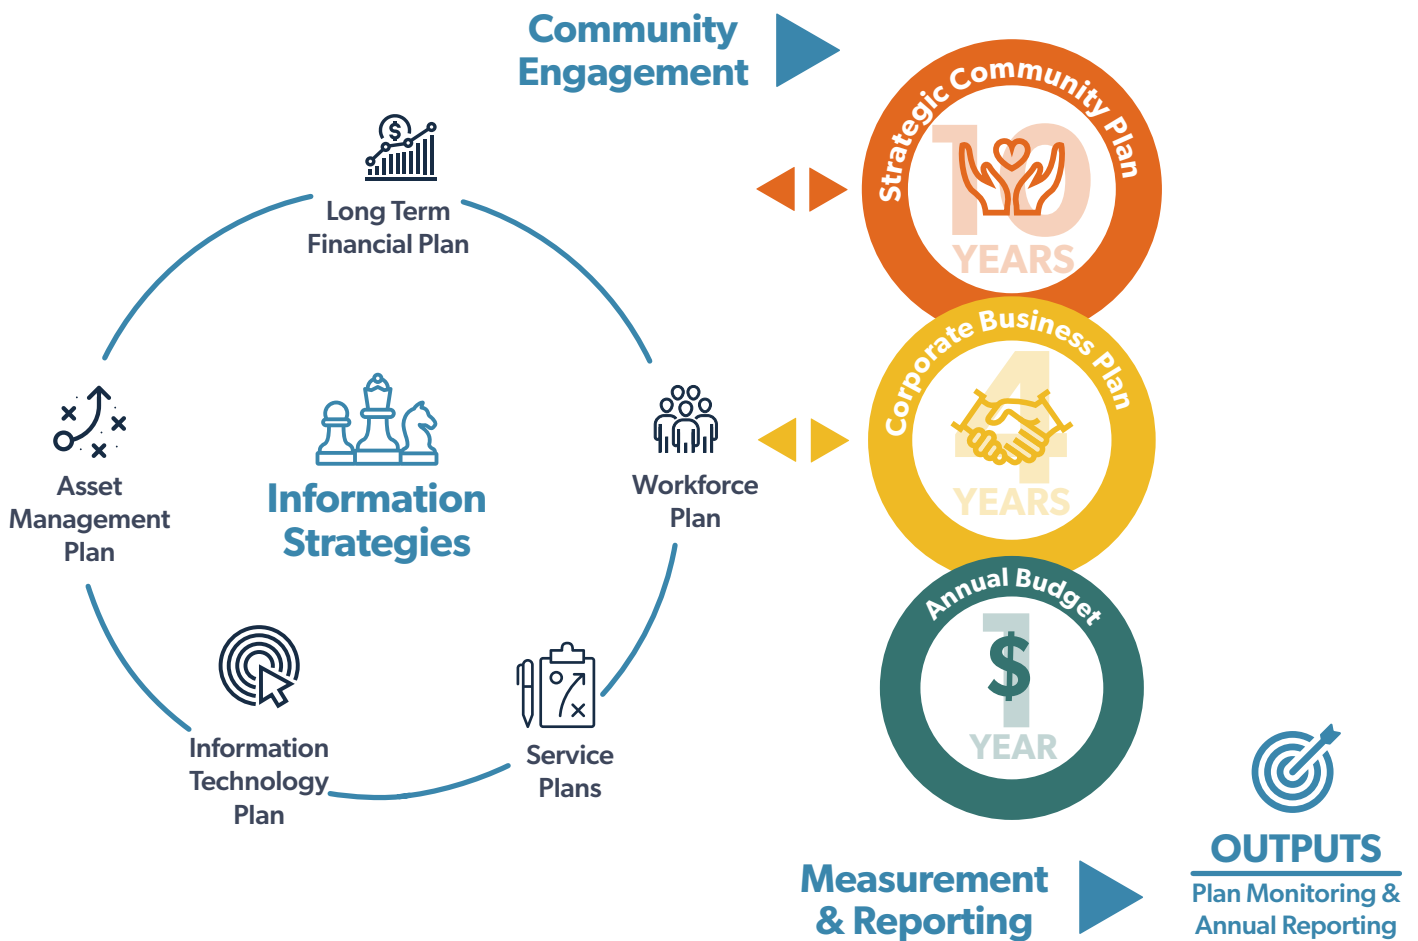 Community
Engagement
Strategic Community Plan
10
YEARS
$
Long Term
Financial Plan
Corporate Business Plan
4
YEARS
Asset
Management
Plan
Information
Strategies
Workforce
Plan
Annual Budget
1
$
YEAR
Information
Technology
Plan
Service
Plans
Measurement
& Reporting
OUTPUTS
Plan Monitoring &
Annual Reporting